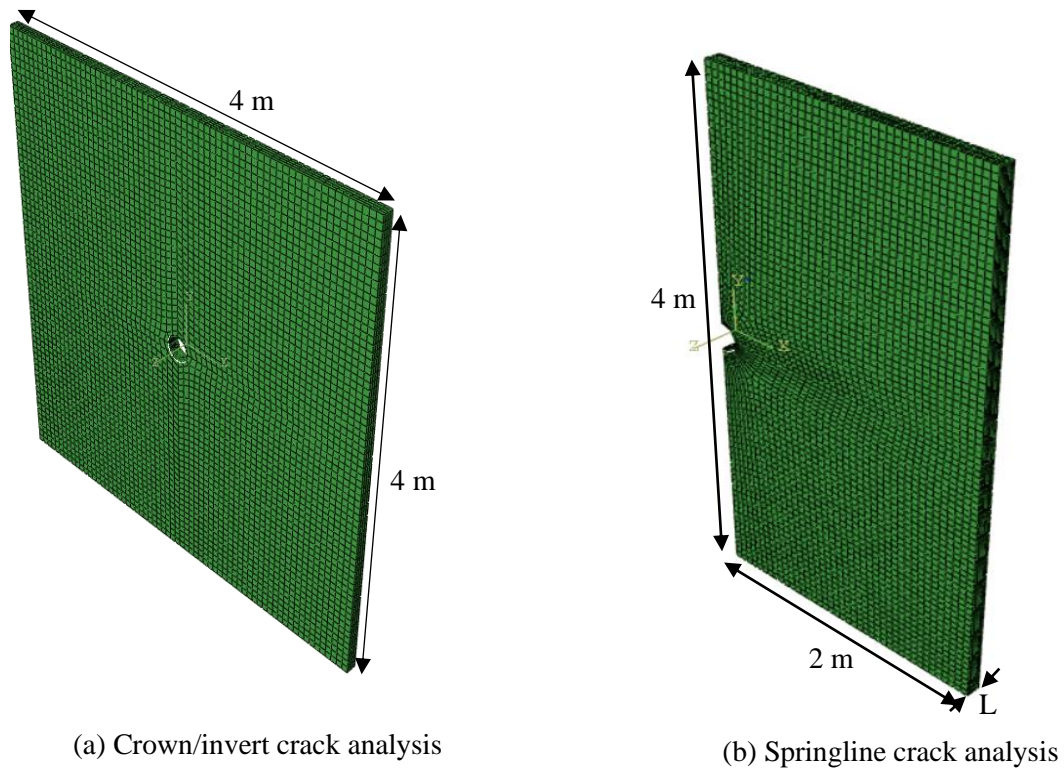 4 m
4 m
4 m
Y
Z
X
2 m
L
(a) Crown/invert crack analysis
(b) Springline crack analysis